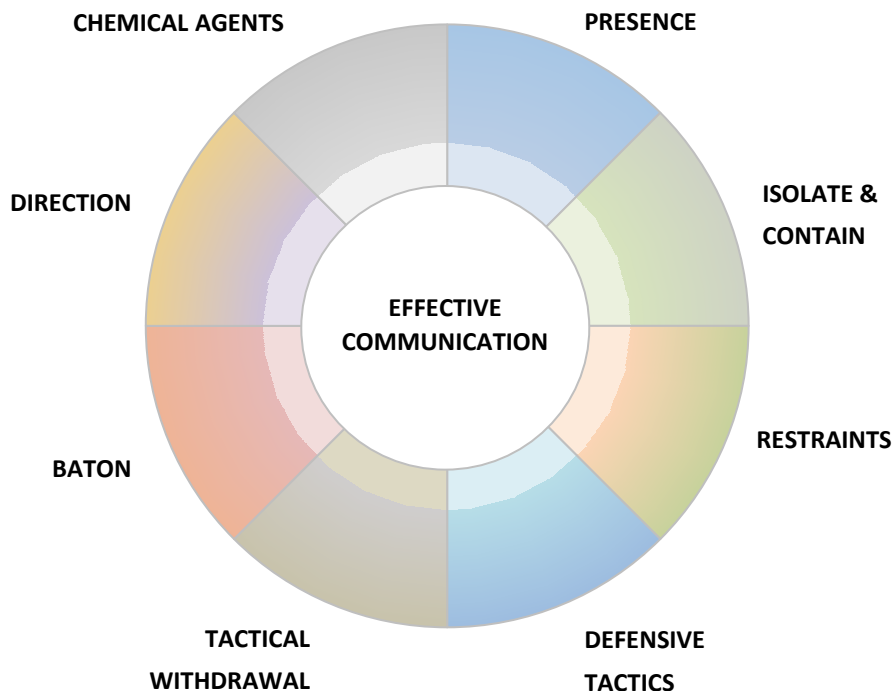 CHEMICAL AGENTS
PRESENCE
DIRECTION
ISOLATE &
CONTAIN
EFFECTIVE
COMMUNICATION
BATON
RESTRAINTS
TACTICAL
WITHDRAWAL
DEFENSIVE
TACTICS